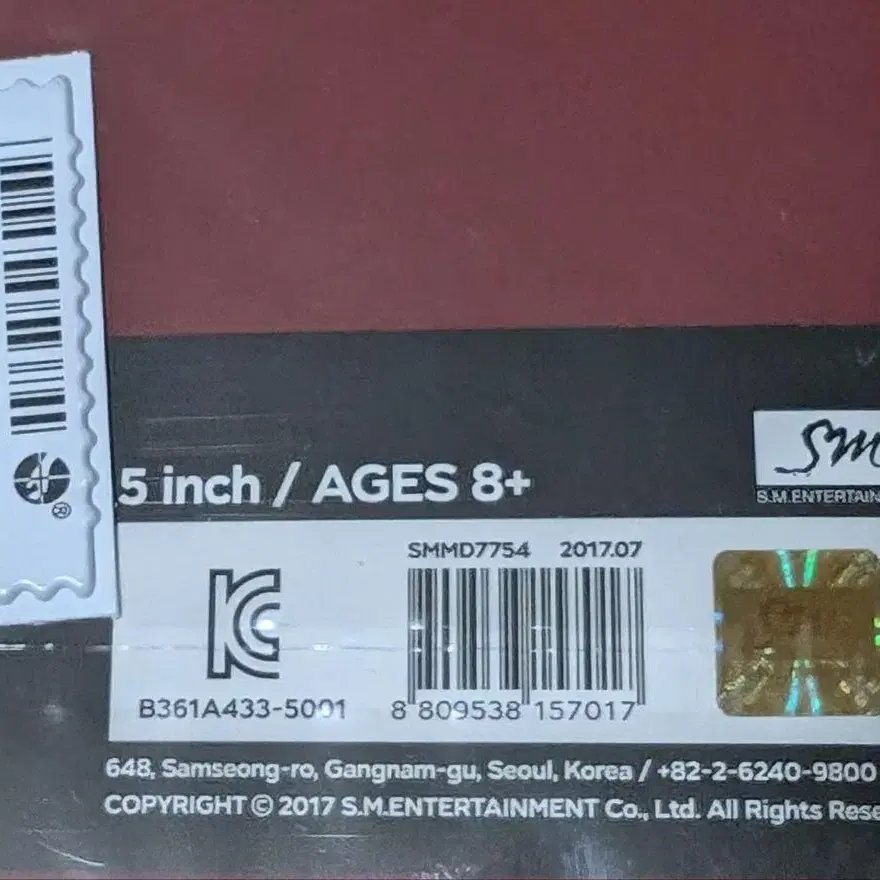 5 inch / AGES 8+
SM
S.M.ENTERTAIN
SMMD7754 2017.07
B361A433-5001
8 809538 157017
648, Samseong-ro, Gangnam-gu, Seoul, Korea / +82-2-6240-9800
COPYRIGHT © 2017 S.M.ENTERTAINMENT Co., Ltd. All Rights Rese